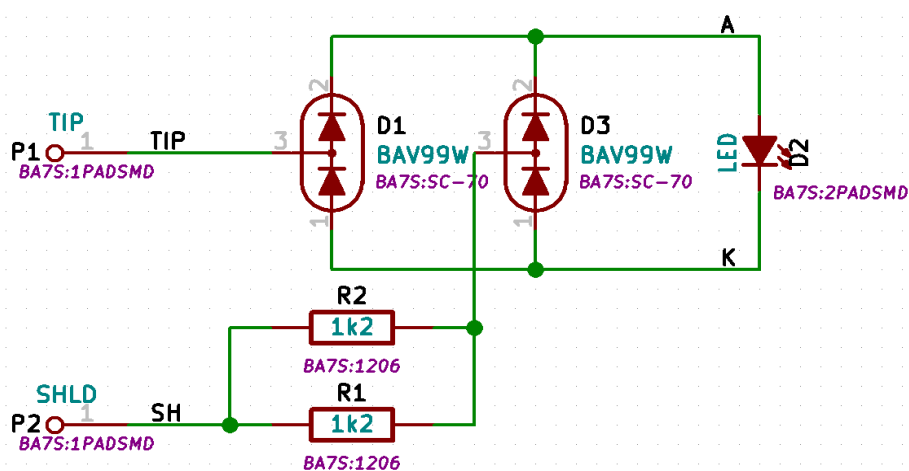 A
2
2
TIP
1
TIP
P1
BA7S:1PADSMD
3
D1
BAV99W
BA7S:SC-70
3
D3
BAV99W
BA7S:SC-70
LED
D2
BA7S:2PADSMD
1
1
K
R2
1k2
BA7S:1206
SHLD
1
SH
P2
BA7S:1PADSMD
R1
1k2
BA7S:1206